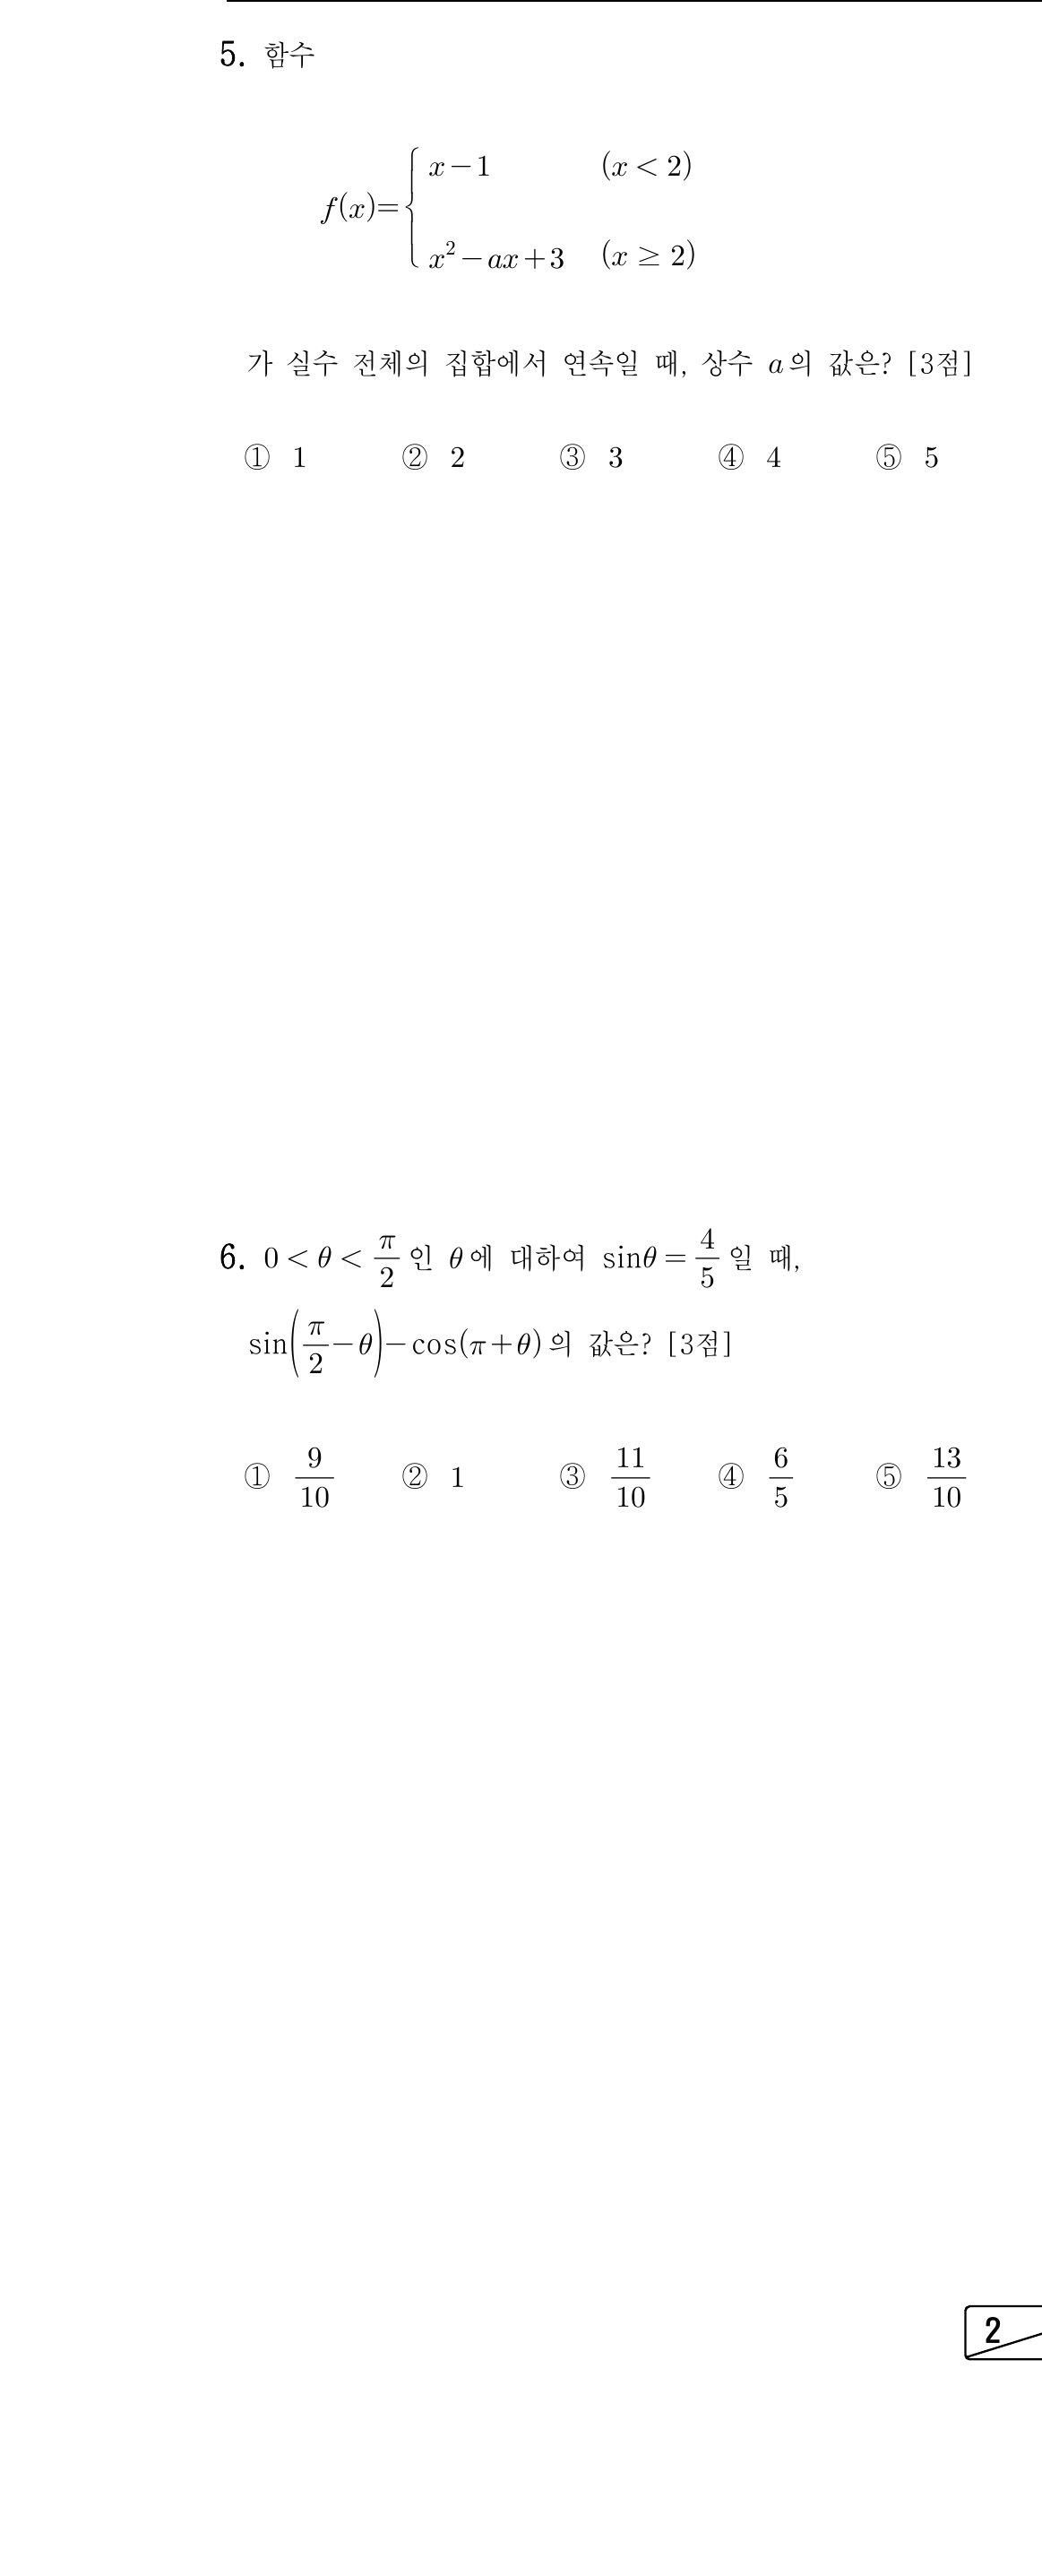 5. 함수
f(x)= { x-1 (x < 2)
x²-ax+3 (x ≥ 2)
가 실수 전체의 집합에서 연속일 때, 상수 a의 값은? [3점]
① 1 ② 2 ③ 3 ④ 4 ⑤ 5
6. 0 < θ < π/2 인 θ에 대하여 sinθ = 4/5 일 때,
sin(π/2-θ)-cos(π+θ)의 값은? [3점]
① 9/10 ② 1 ③ 11/10 ④ 6/5 ⑤ 13/10
2